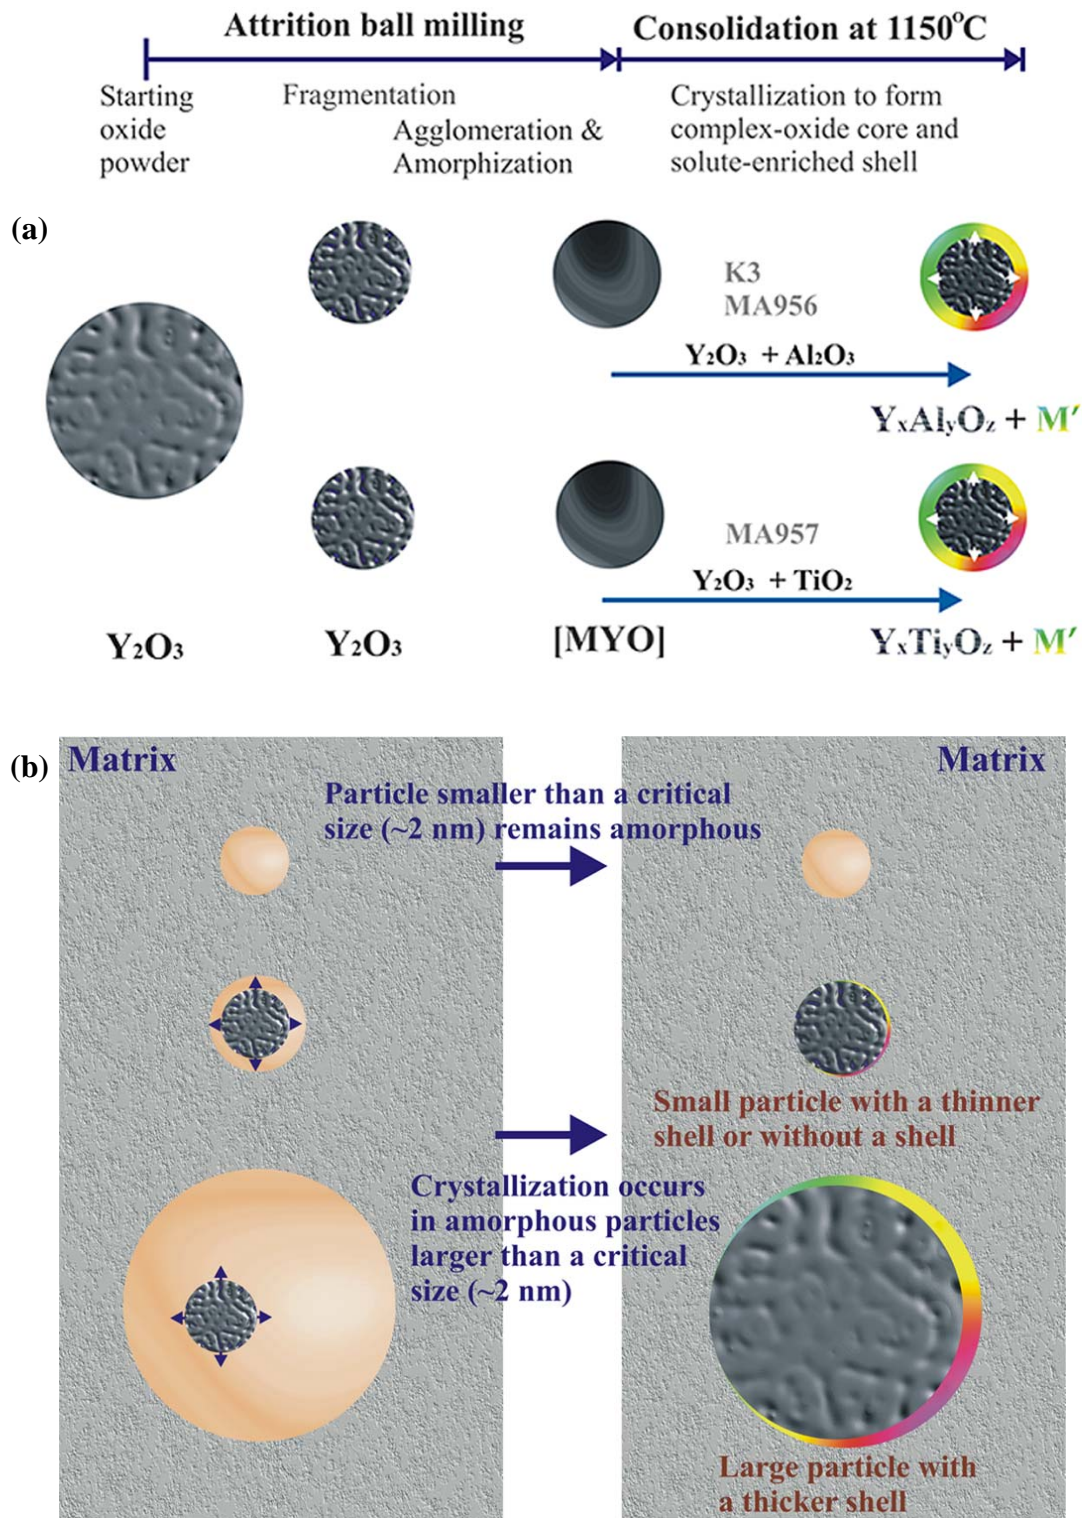 Attrition ball milling
Consolidation at 1150°C
Starting
oxide
powder
Fragmentation
Agglomeration &
Amorphization
Crystallization to form
complex-oxide core and
solute-enriched shell
(a)
K3
MA956
Y₂O₃ + Al₂O₃
YₓAlᵧO_z + M′
MA957
Y₂O₃ + TiO₂
Y₂O₃
Y₂O₃
[MYO]
YₓTiᵧO_z + M′
(b)
Matrix
Matrix
Particle smaller than a critical
size (~2 nm) remains amorphous
Small particle with a thinner
shell or without a shell
Crystallization occurs
in amorphous particles
larger than a critical
size (~2 nm)
Large particle with
a thicker shell